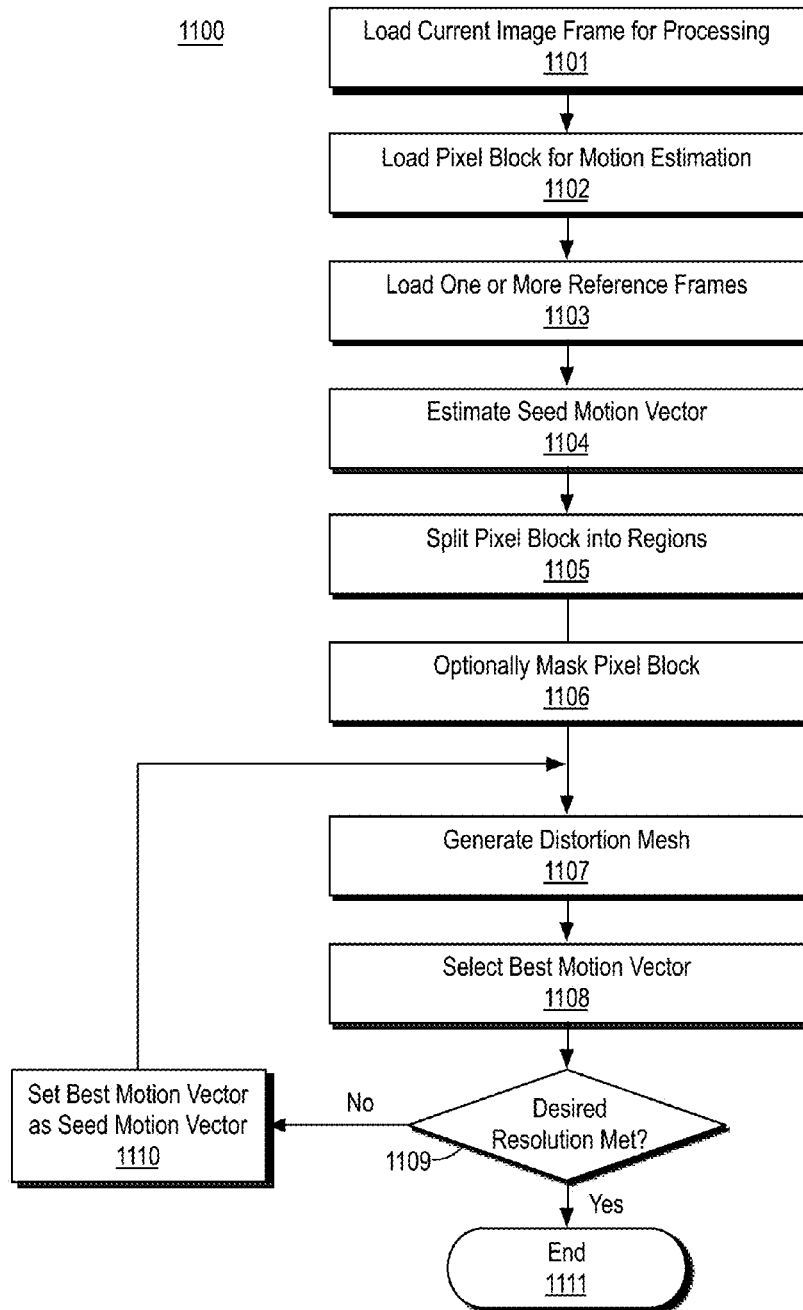 1100
Load Current Image Frame for Processing
1101
Load Pixel Block for Motion Estimation
1102
Load One or More Reference Frames
1103
Estimate Seed Motion Vector
1104
Split Pixel Block into Regions
1105
Optionally Mask Pixel Block
1106
Generate Distortion Mesh
1107
Select Best Motion Vector
1108
Set Best Motion Vector
as Seed Motion Vector
1110
No
Desired
Resolution Met?
1109
Yes
End
1111